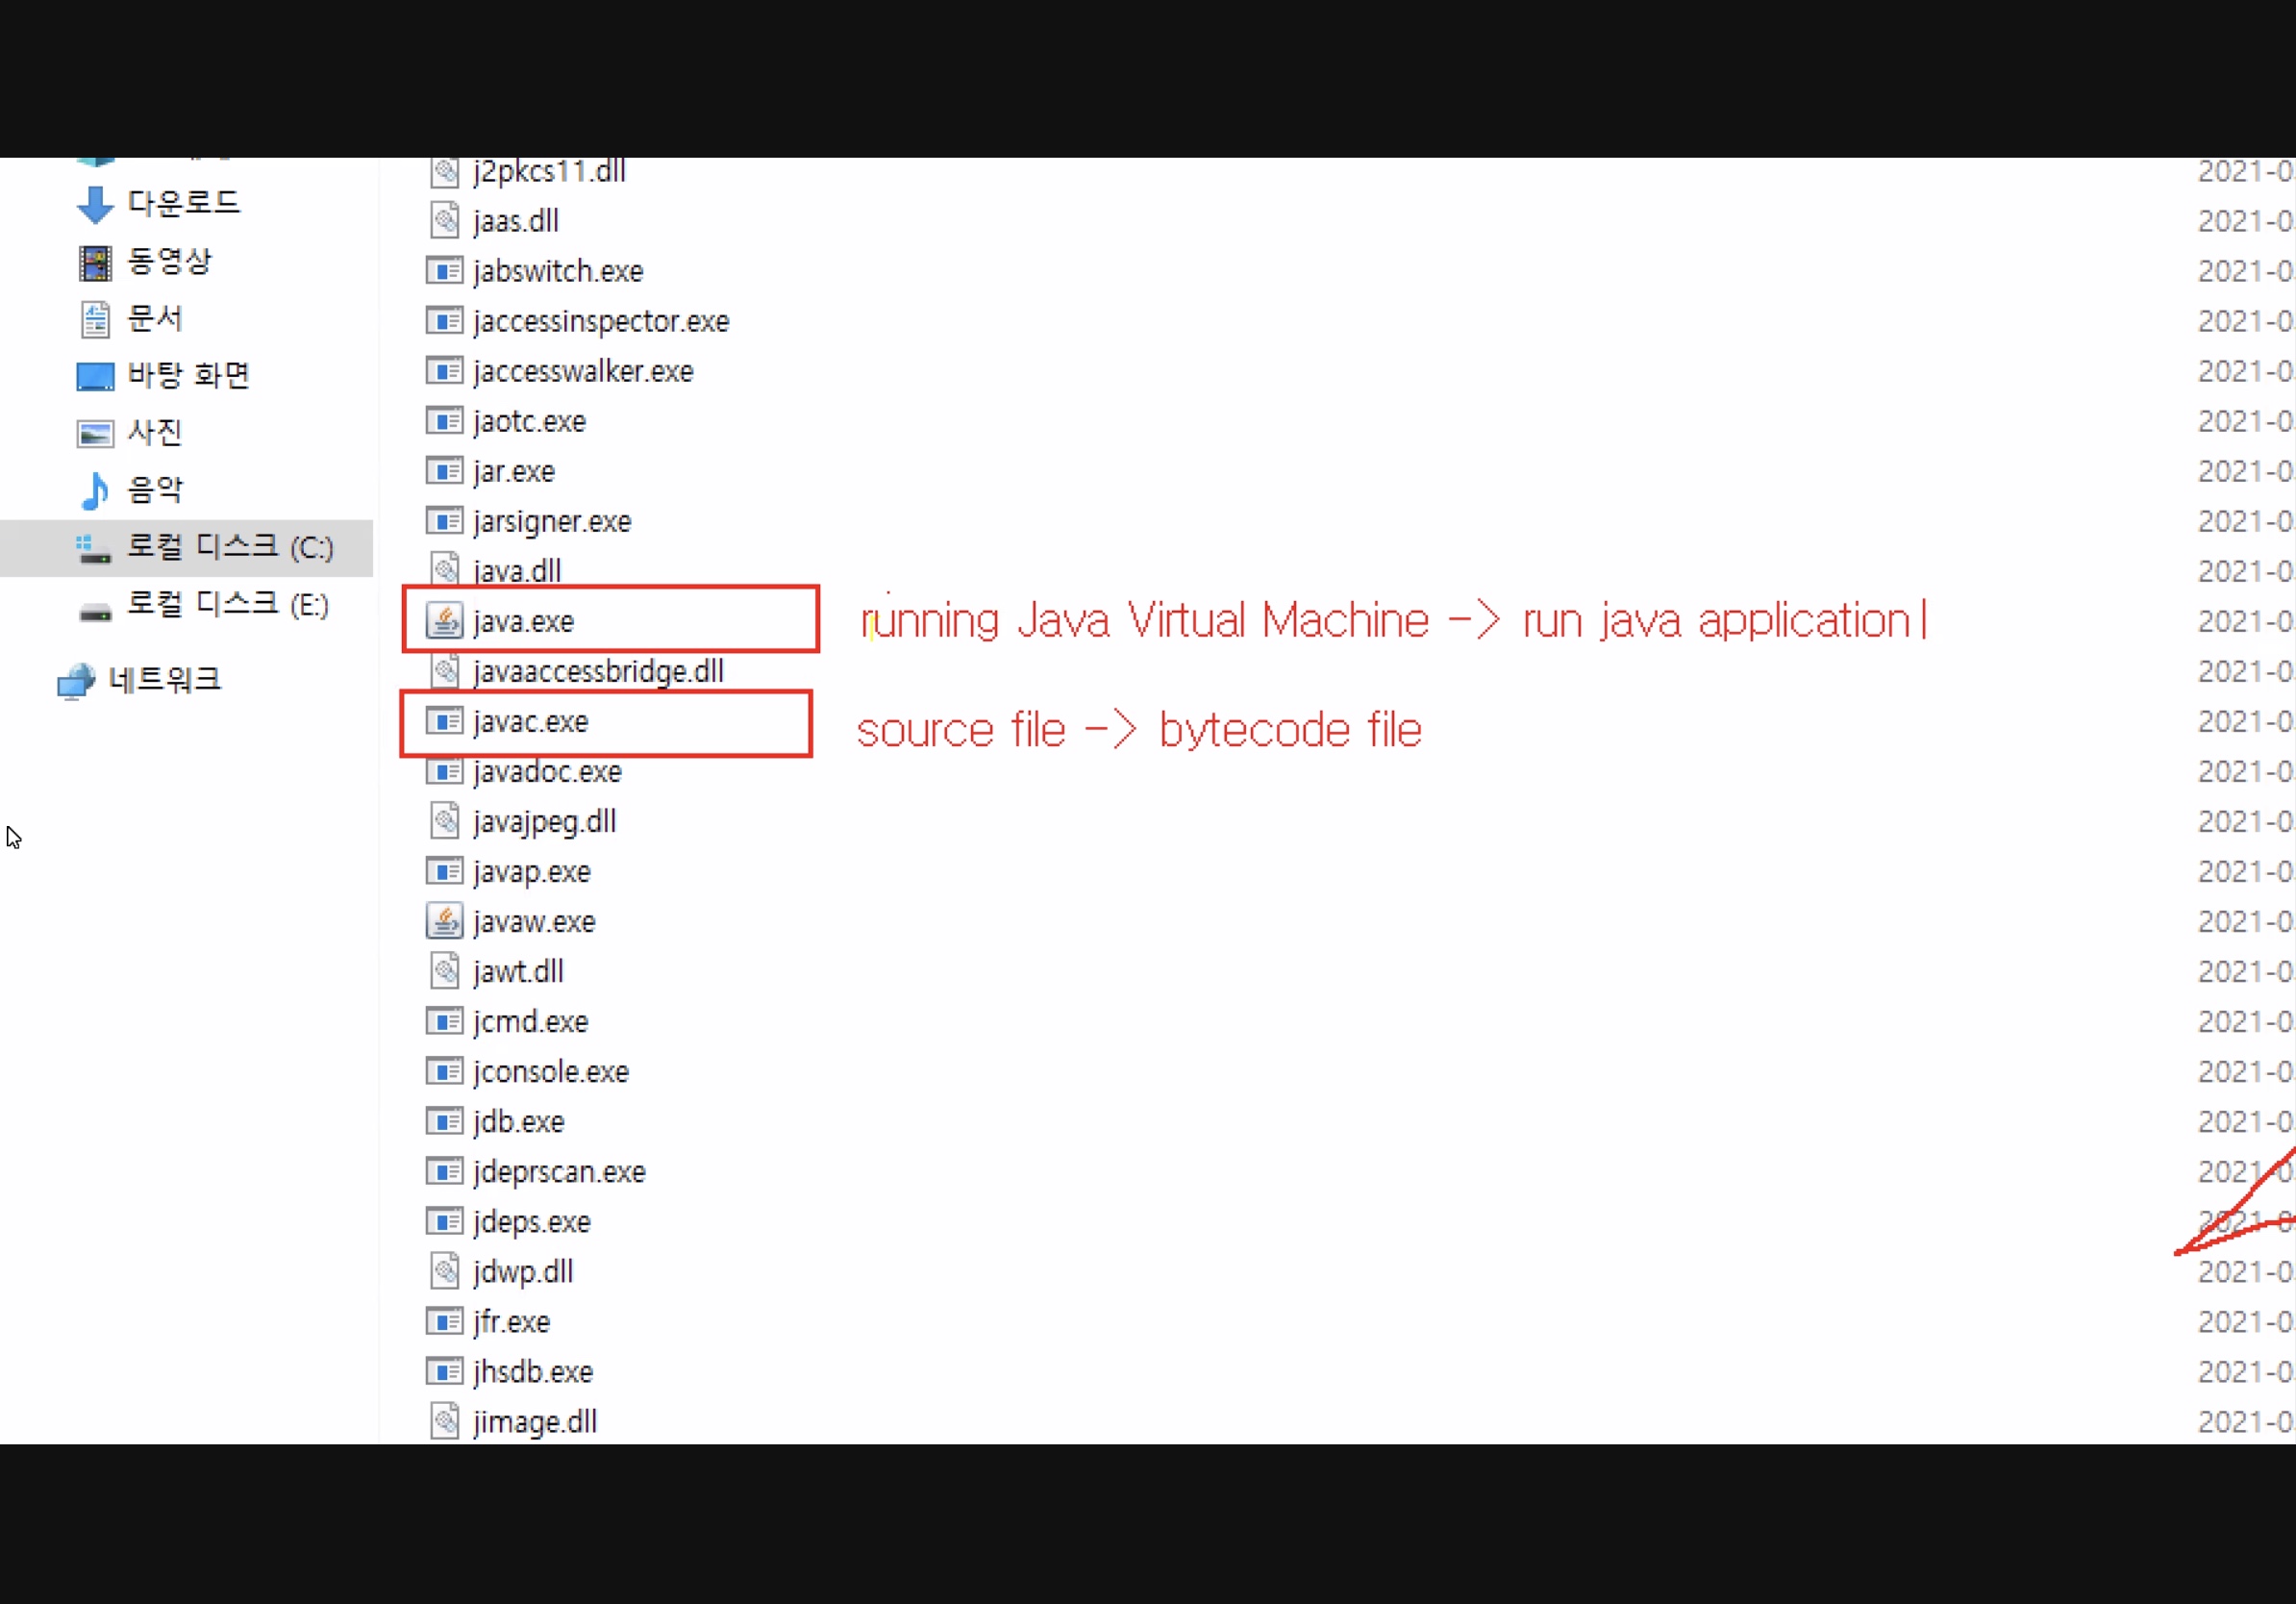 다운로드
동영상
문서
바탕 화면
사진
음악
로컬 디스크 (C:)
로컬 디스크 (E:)
네트워크
j2pkcs11.dll 2021-0
jaas.dll 2021-0
jabswitch.exe 2021-0
jaccessinspector.exe 2021-0
jaccesswalker.exe 2021-0
jaotc.exe 2021-0
jar.exe 2021-0
jarsigner.exe 2021-0
java.dll 2021-0
java.exe running Java Virtual Machine -> run java application 2021-0
javaaccessbridge.dll 2021-0
javac.exe source file -> bytecode file 2021-0
javadoc.exe 2021-0
javajpeg.dll 2021-0
javap.exe 2021-0
javaw.exe 2021-0
jawt.dll 2021-0
jcmd.exe 2021-0
jconsole.exe 2021-0
jdb.exe 2021-0
jdeprscan.exe 2021-0
jdeps.exe 2021-0
jdwp.dll 2021-0
jfr.exe 2021-0
jhsdb.exe 2021-0
jimage.dll 2021-0